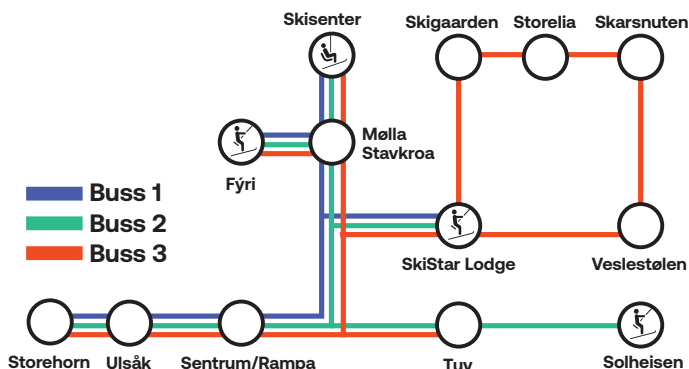 Skisenter
Skigaarden
Storelia
Skarsnuten
Mølla
Stavkroa
Fýri
Buss 1
Buss 2
Buss 3
SkiStar Lodge
Veslestølen
Storehorn
Ulsåk
Sentrum/Rampa
Tuv
Solheisen